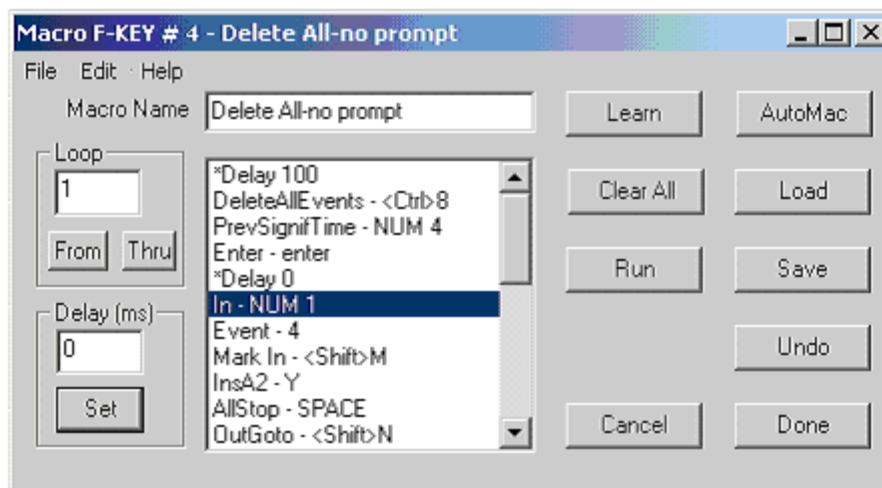 Macro F-KEY # 4 - Delete All-no prompt
File Edit Help
Macro Name Delete All-no prompt Learn AutoMac
Loop
1
From Thru
*Delay 100
DeleteAllEvents - <Ctrl>8
PrevSignifTime - NUM 4
Enter - enter
*Delay 0
In - NUM 1
Event - 4
Mark In - <Shift>M
InsA2 - Y
AllStop - SPACE
OutGoto - <Shift>N
Clear All Load
Run Save
Delay (ms)
0
Set
Undo
Cancel Done